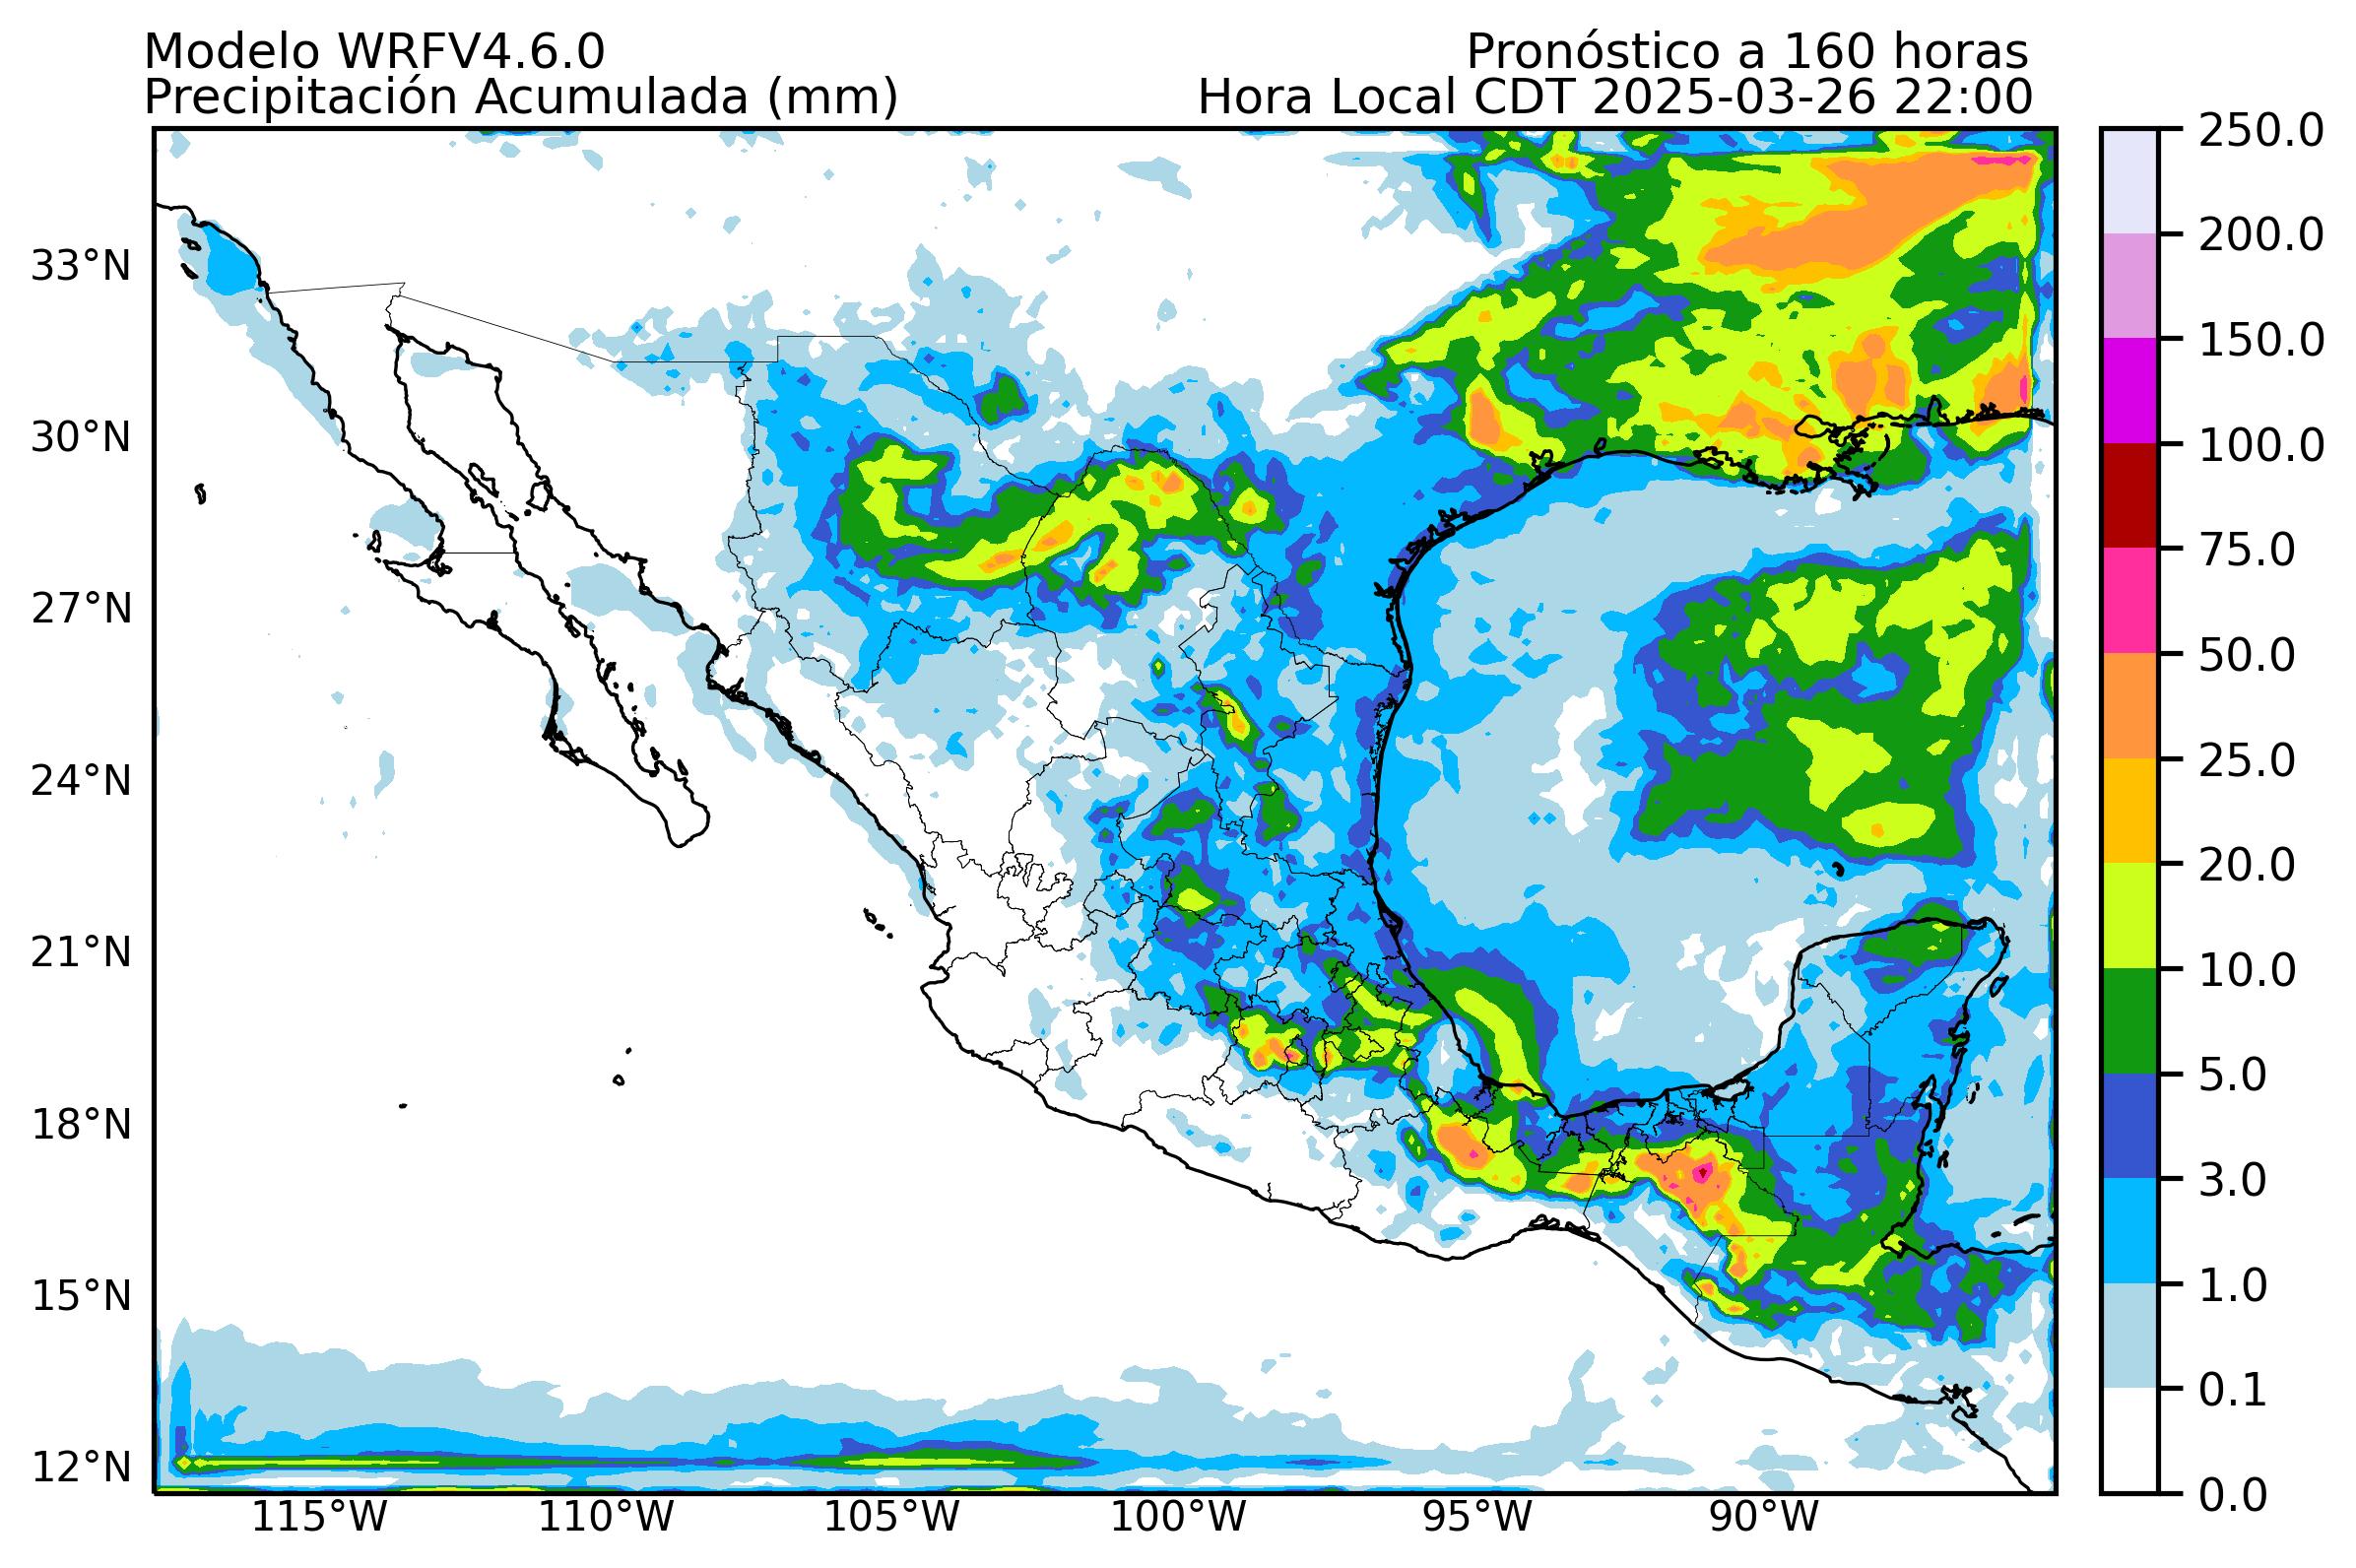 Modelo WRFV4.6.0
Pronóstico a 160 horas
Precipitación Acumulada (mm)
Hora Local CDT 2025-03-26 22:00
33°N
30°N
27°N
24°N
21°N
18°N
15°N
12°N
115°W
110°W
105°W
100°W
95°W
90°W
250.0
200.0
150.0
100.0
75.0
50.0
25.0
20.0
10.0
5.0
3.0
1.0
0.1
0.0